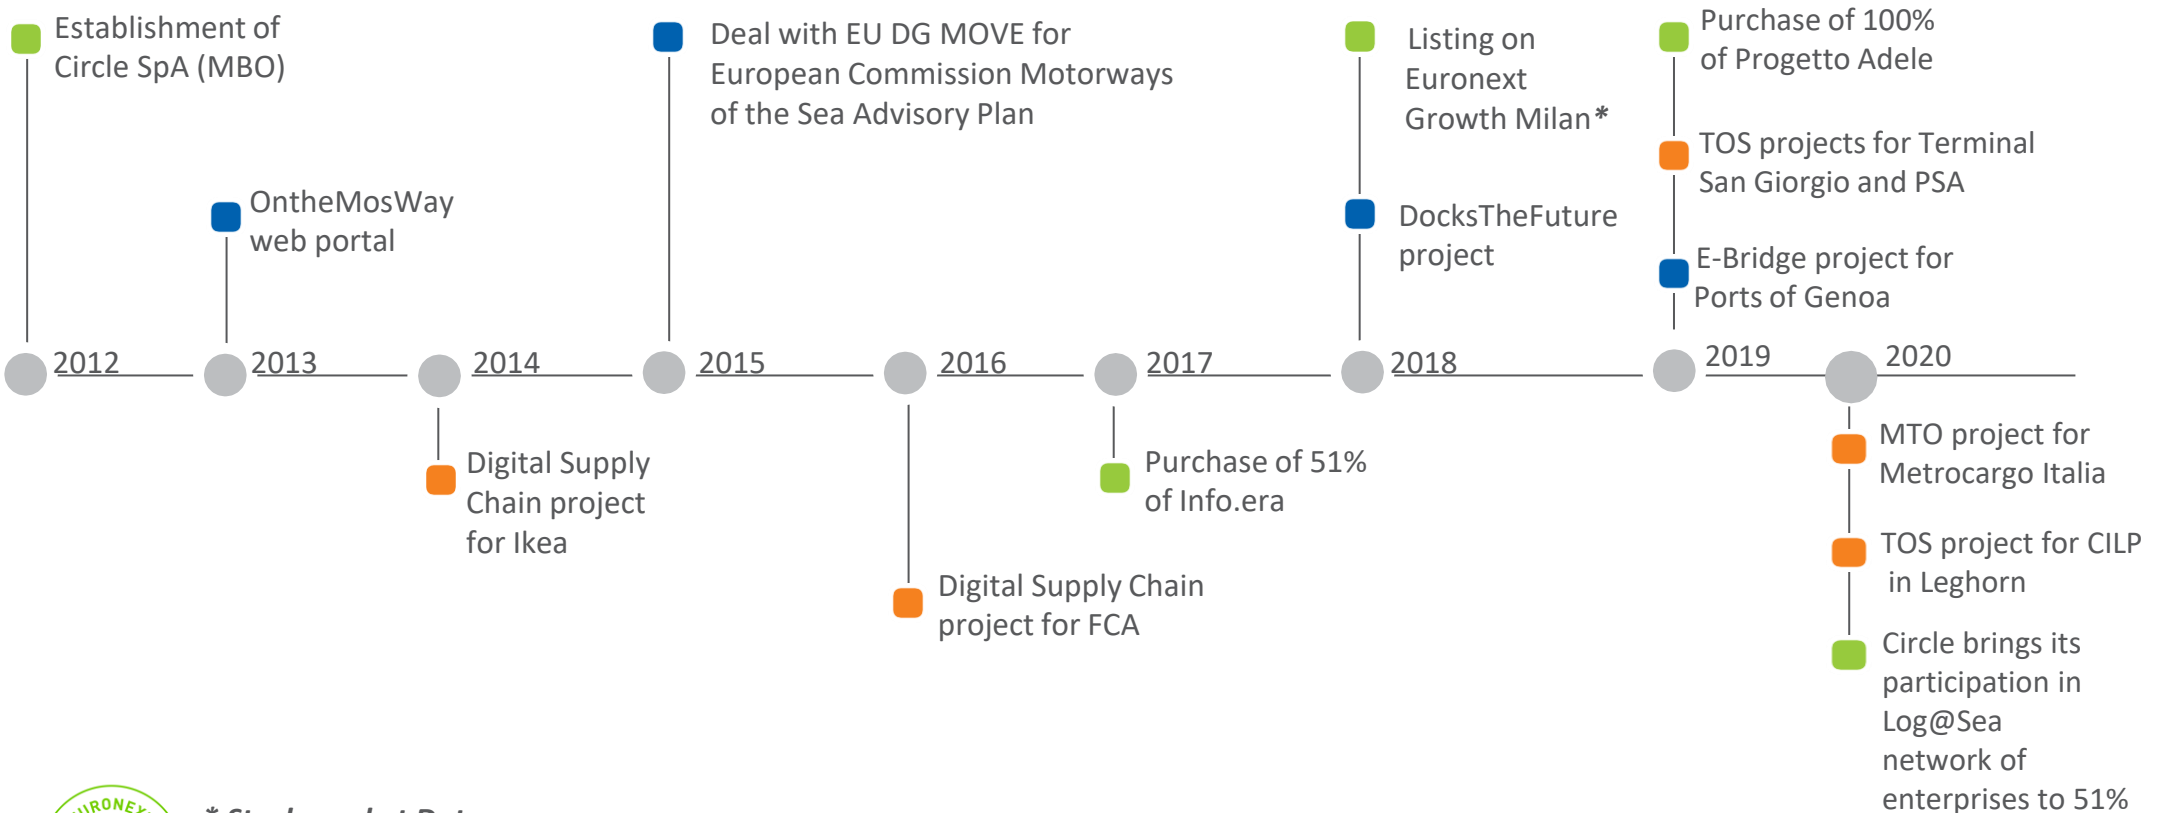 Establishment of
Circle SpA (MBO)
OntheMosWay
web portal
Deal with EU DG MOVE for
European Commission Motorways
of the Sea Advisory Plan
Listing on
Euronext
Growth Milan*
DocksTheFuture
project
Purchase of 100%
of Progetto Adele
TOS projects for Terminal
San Giorgio and PSA
E-Bridge project for
Ports of Genoa
2012
2013
2014
2015
2016
2017
2018
2019
2020
Digital Supply
Chain project
for Ikea
Digital Supply Chain
project for FCA
Purchase of 51%
of Info.era
MTO project for
Metrocargo Italia
TOS project for CILP
in Leghorn
Circle brings its
participation in
Log@Sea
network of
enterprises to 51%